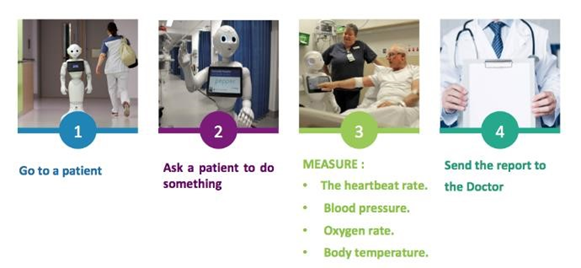 1
Go to a patient
2
Ask a patient to do
something
3
MEASURE :
• The heartbeat rate.
• Blood pressure.
• Oxygen rate.
• Body temperature.
4
Send the report to
the Doctor